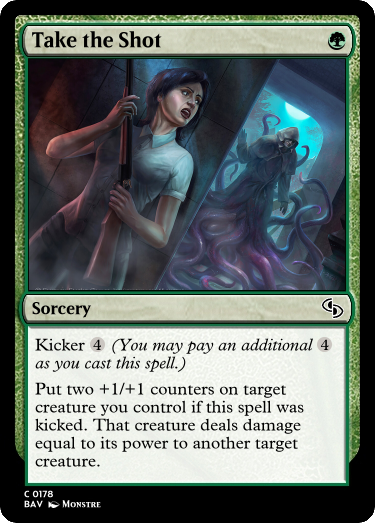 Take the Shot
Sorcery
Kicker 4 (You may pay an additional 4
as you cast this spell.)
Put two +1/+1 counters on target
creature you control if this spell was
kicked. That creature deals damage
equal to its power to another target
creature.
C 0178
BAV Monstre